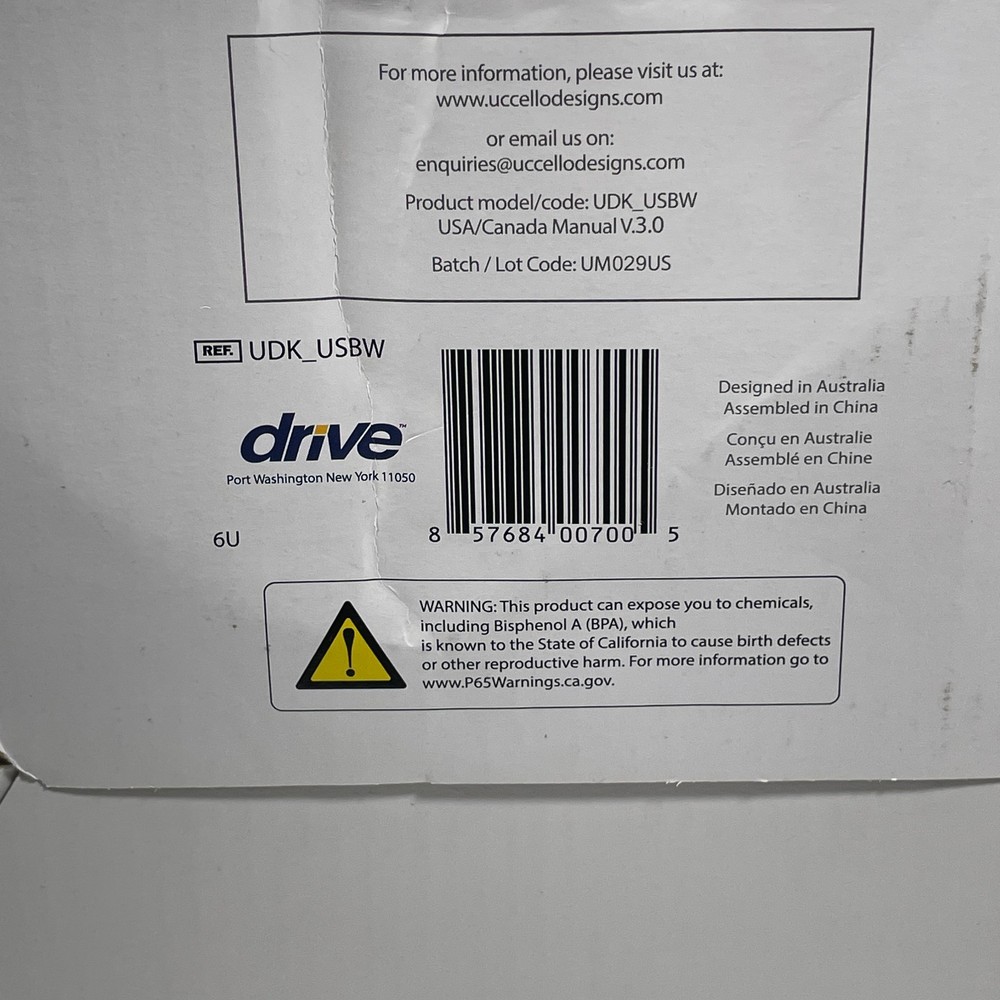 For more information, please visit us at:
www.uccellodesigns.com
or email us on:
enquiries@uccellodesigns.com
Product model/code: UDK_USBW
USA/Canada Manual V.3.0
Batch / Lot Code: UM029US
REF. UDK_USBW
drive™
Port Washington New York 11050
6U
8 57684 00700 5
Designed in Australia
Assembled in China
Conçu en Australie
Assemblé en Chine
Diseñado en Australia
Montado en China
WARNING: This product can expose you to chemicals,
including Bisphenol A (BPA), which
is known to the State of California to cause birth defects
or other reproductive harm. For more information go to
www.P65Warnings.ca.gov.